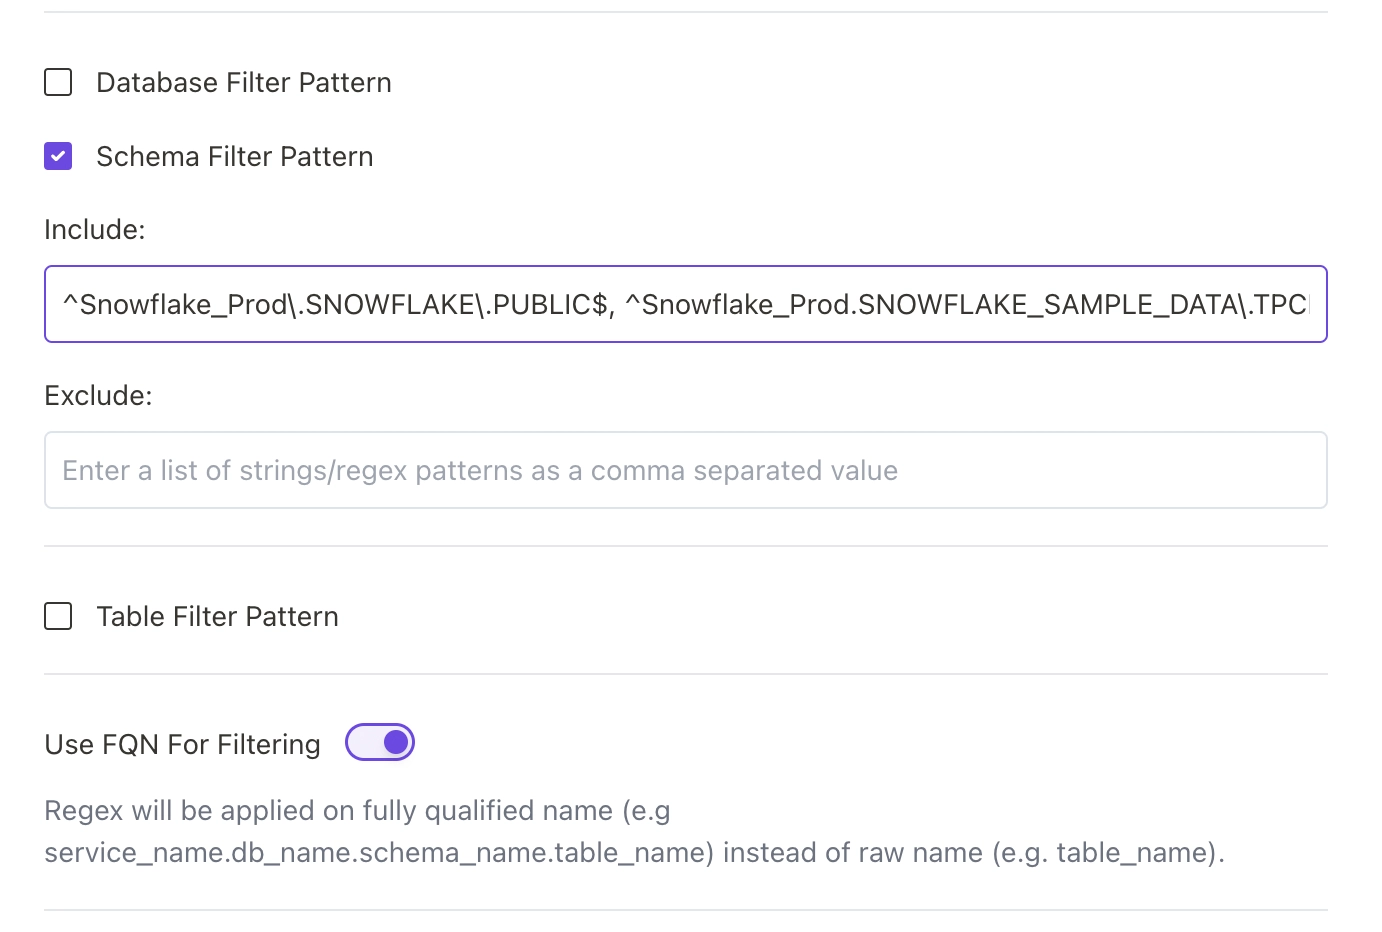 Database Filter Pattern
Schema Filter Pattern
Include:
^Snowflake_Prod\.SNOWFLAKE\.PUBLIC$, ^Snowflake_Prod.SNOWFLAKE_SAMPLE_DATA\.TPC
Exclude:
Enter a list of strings/regex patterns as a comma separated value
Table Filter Pattern
Use FQN For Filtering
Regex will be applied on fully qualified name (e.g
service_name.db_name.schema_name.table_name) instead of raw name (e.g. table_name).